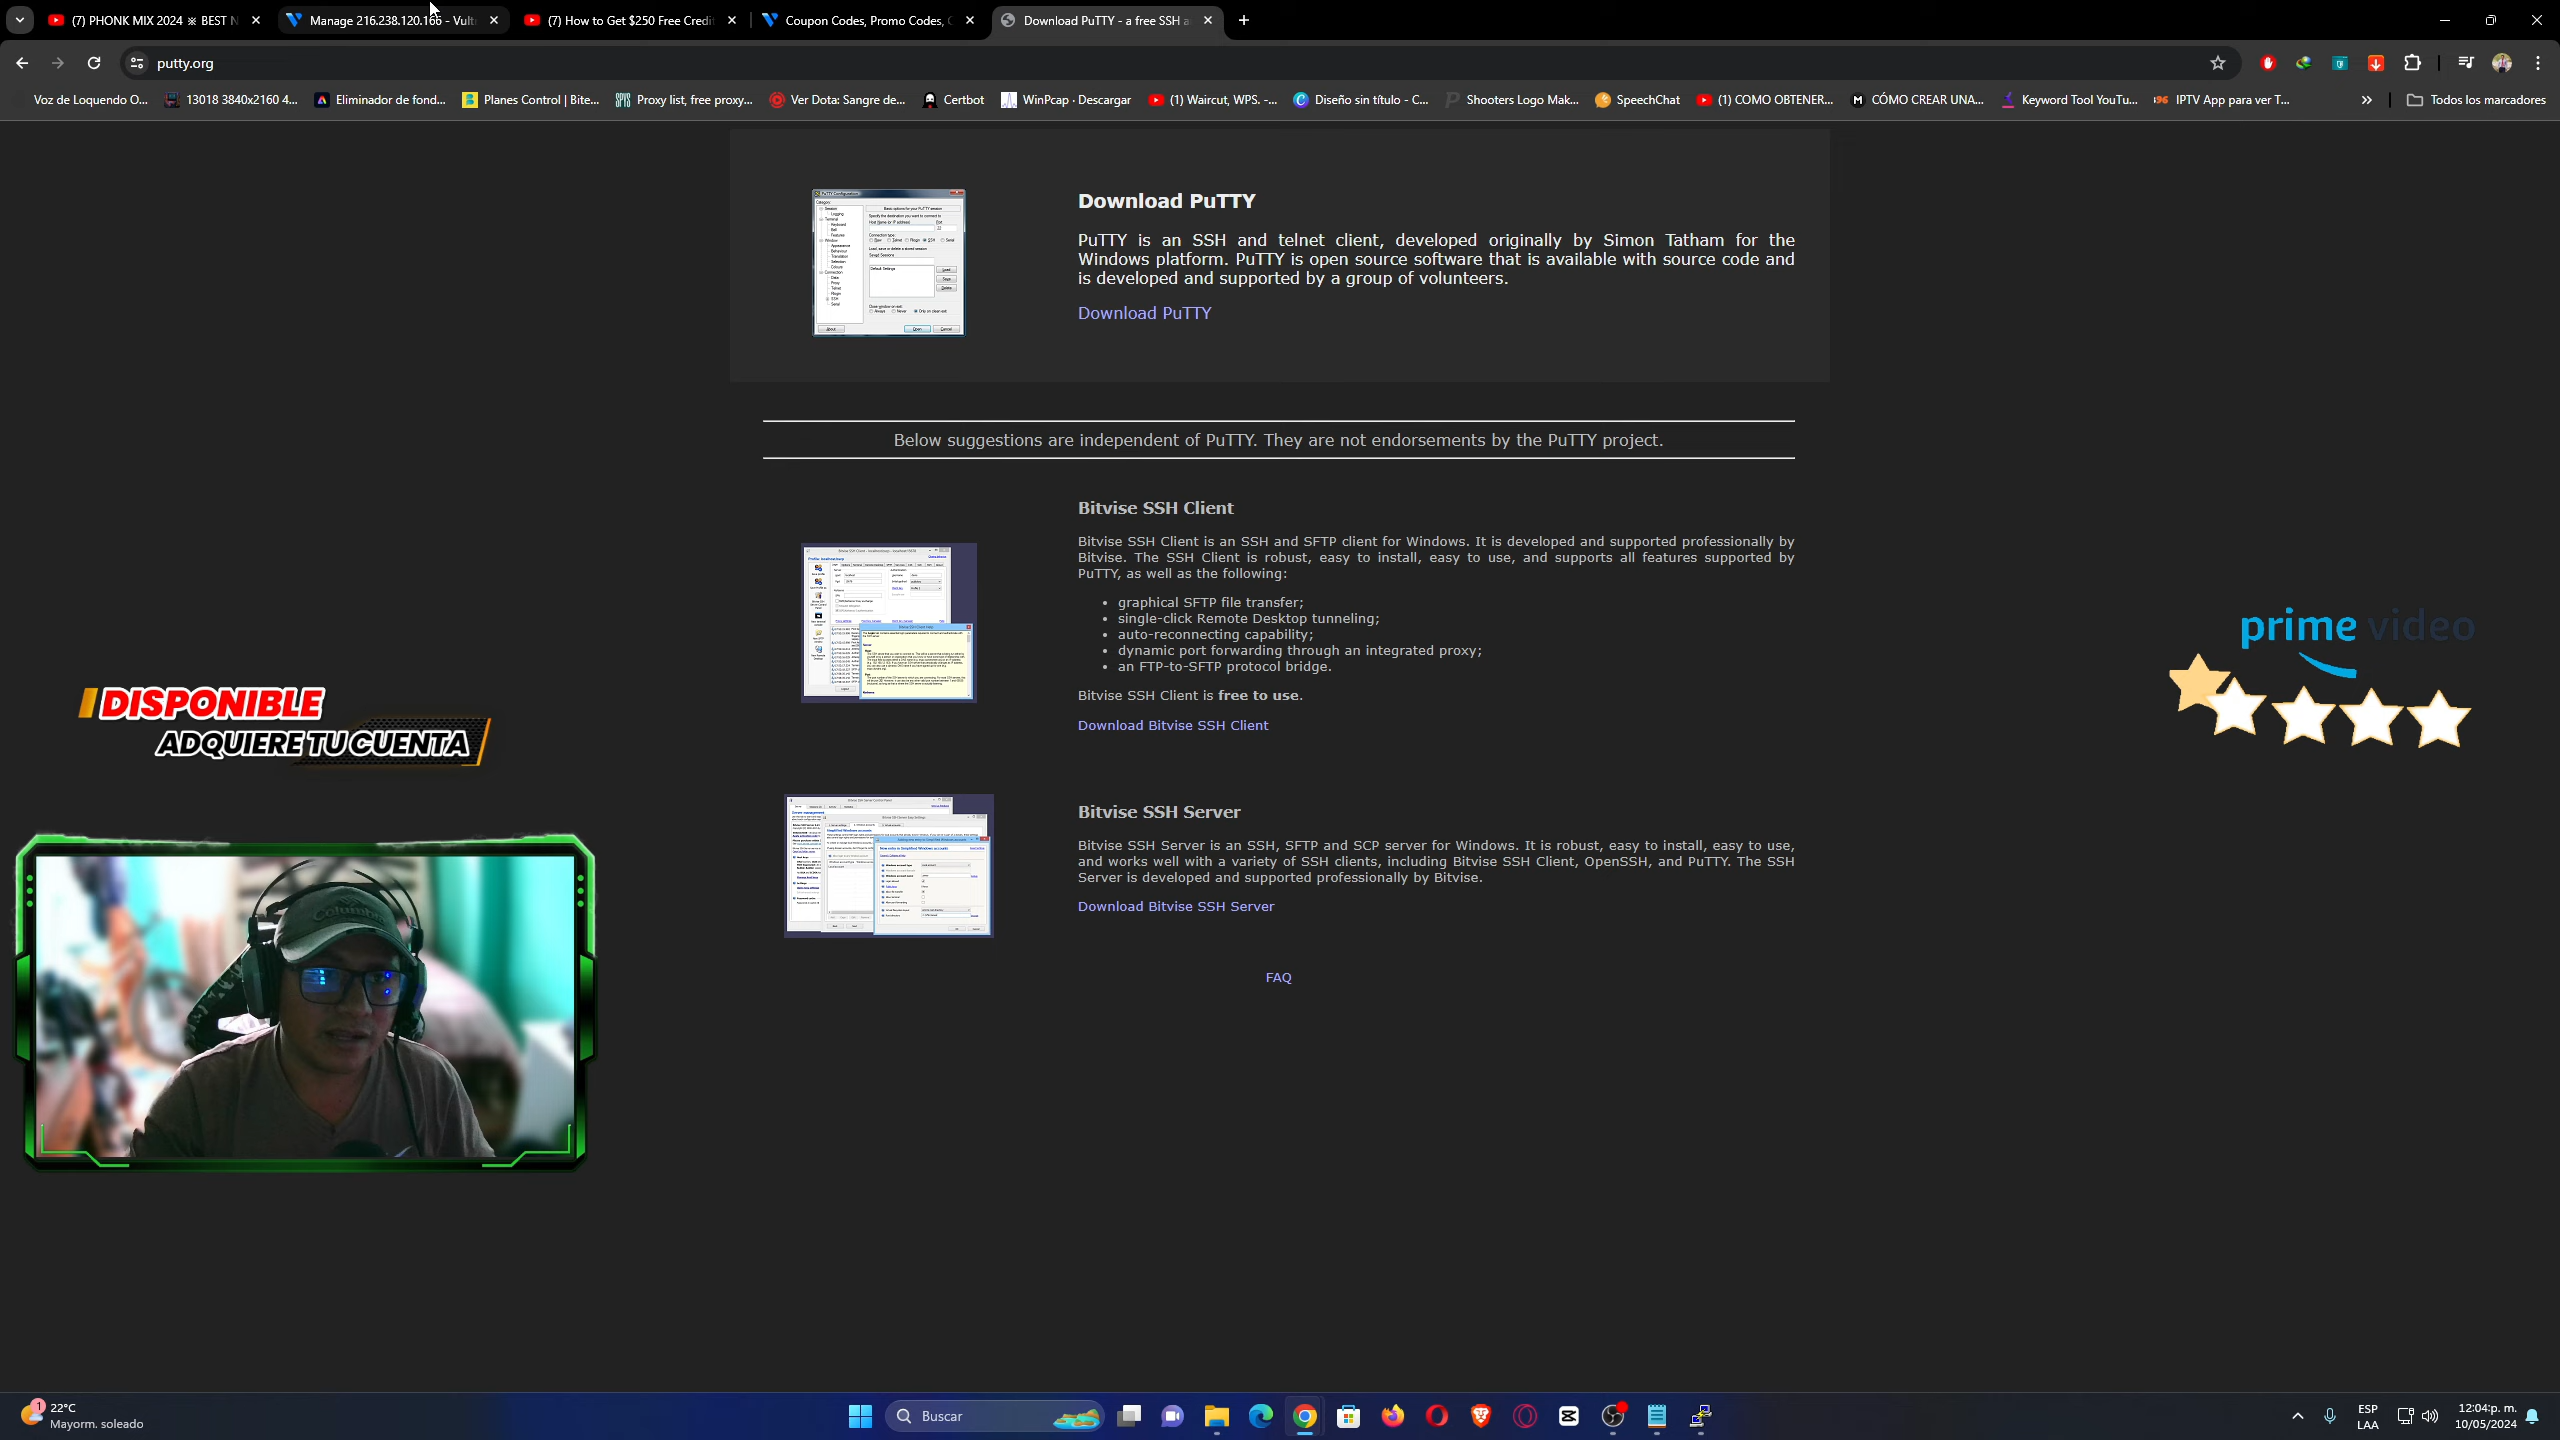 (7) PHONK MIX 2024 ※ BEST N
Manage 216.238.120.166 - Vult
(7) How to Get $250 Free Credit
Coupon Codes, Promo Codes, C
Download PuTTY - a free SSH a
putty.org
Voz de Loquendo O...
13018 3840x2160 4...
Eliminador de fond...
Planes Control | Bite...
Proxy list, free proxy...
Ver Dota: Sangre de...
Certbot
WinPcap · Descargar
(1) Waircut, WPS. -...
Diseño sin título - C...
Shooters Logo Mak...
SpeechChat
(1) COMO OBTENER...
CÓMO CREAR UNA...
Keyword Tool YouTu...
IPTV App para ver T...
Todos los marcadores
Download PuTTY
PuTTY is an SSH and telnet client, developed originally by Simon Tatham for the
Windows platform. PuTTY is open source software that is available with source code and
is developed and supported by a group of volunteers.
Download PuTTY
Below suggestions are independent of PuTTY. They are not endorsements by the PuTTY project.
Bitvise SSH Client
Bitvise SSH Client is an SSH and SFTP client for Windows. It is developed and supported professionally by
Bitvise. The SSH Client is robust, easy to install, easy to use, and supports all features supported by
PuTTY, as well as the following:
• graphical SFTP file transfer;
• single-click Remote Desktop tunneling;
• auto-reconnecting capability;
• dynamic port forwarding through an integrated proxy;
• an FTP-to-SFTP protocol bridge.
Bitvise SSH Client is free to use.
Download Bitvise SSH Client
prime video
DISPONIBLE
ADQUIERE TU CUENTA
Bitvise SSH Server
Bitvise SSH Server is an SSH, SFTP and SCP server for Windows. It is robust, easy to install, easy to use,
and works well with a variety of SSH clients, including Bitvise SSH Client, OpenSSH, and PuTTY. The SSH
Server is developed and supported professionally by Bitvise.
Download Bitvise SSH Server
FAQ
Columbia
1
22°C
Mayorm. soleado
Buscar
ESP
LAA
12:04 p. m.
10/05/2024